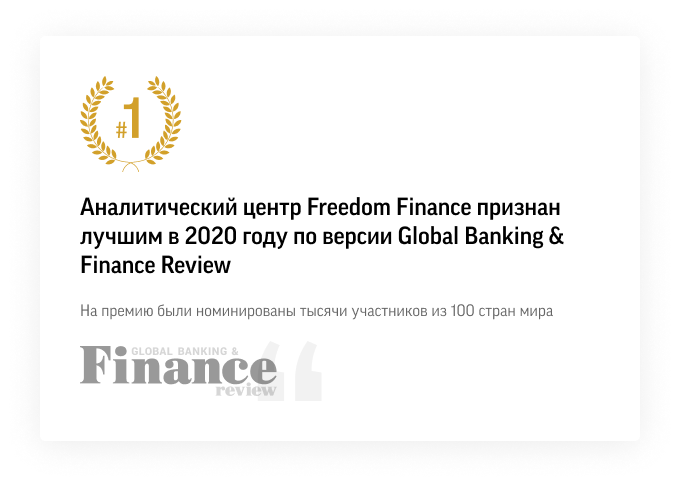 #1
Аналитический центр Freedom Finance признан
лучшим в 2020 году по версии Global Banking &
Finance Review
На премию были номинированы тысячи участников из 100 стран мира
GLOBAL BANKING &
Finance
review